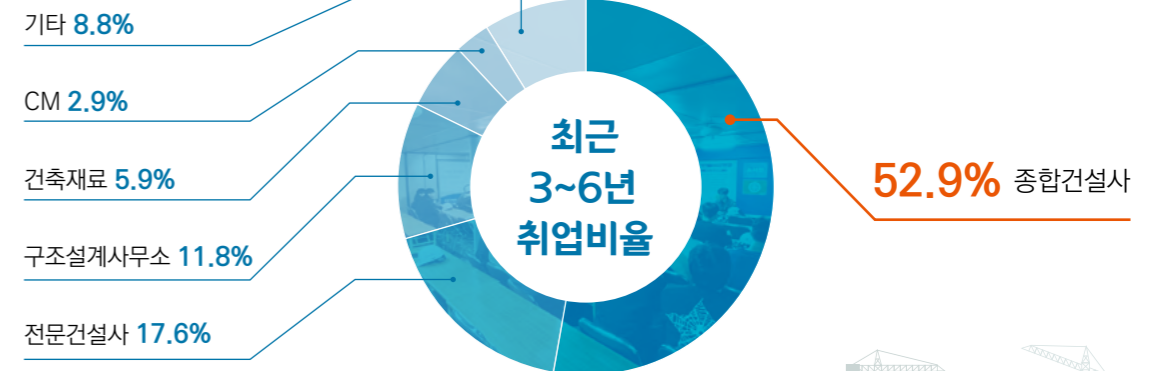 기타 8.8%
CM 2.9%
건축재료 5.9%
구조설계사무소 11.8%
전문건설사 17.6%
최근
3~6년
취업비율
52.9% 종합건설사